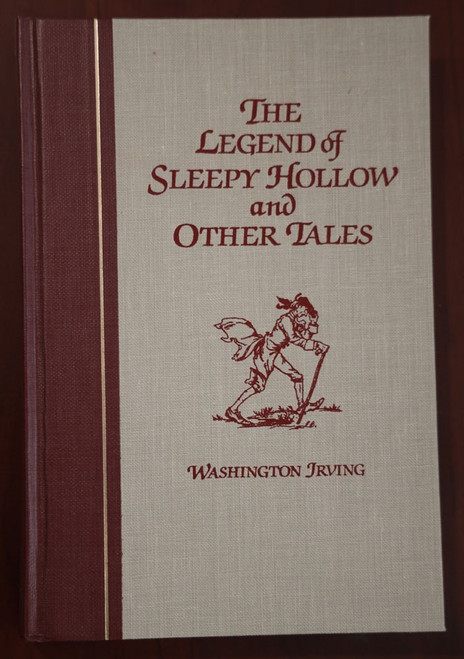 THE
LEGEND of
SLEEPY HOLLOW
and
OTHER TALES
WASHINGTON IRVING